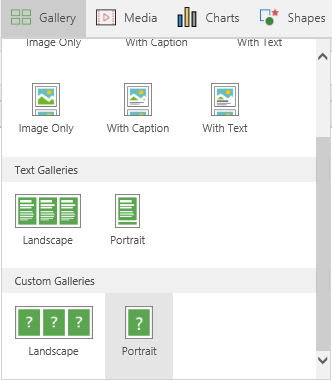 Gallery Media Charts Shapes
Image Only With Caption With Text
Image Only With Caption With Text
Text Galleries
Landscape Portrait
Custom Galleries
? ? ? ?
Landscape Portrait